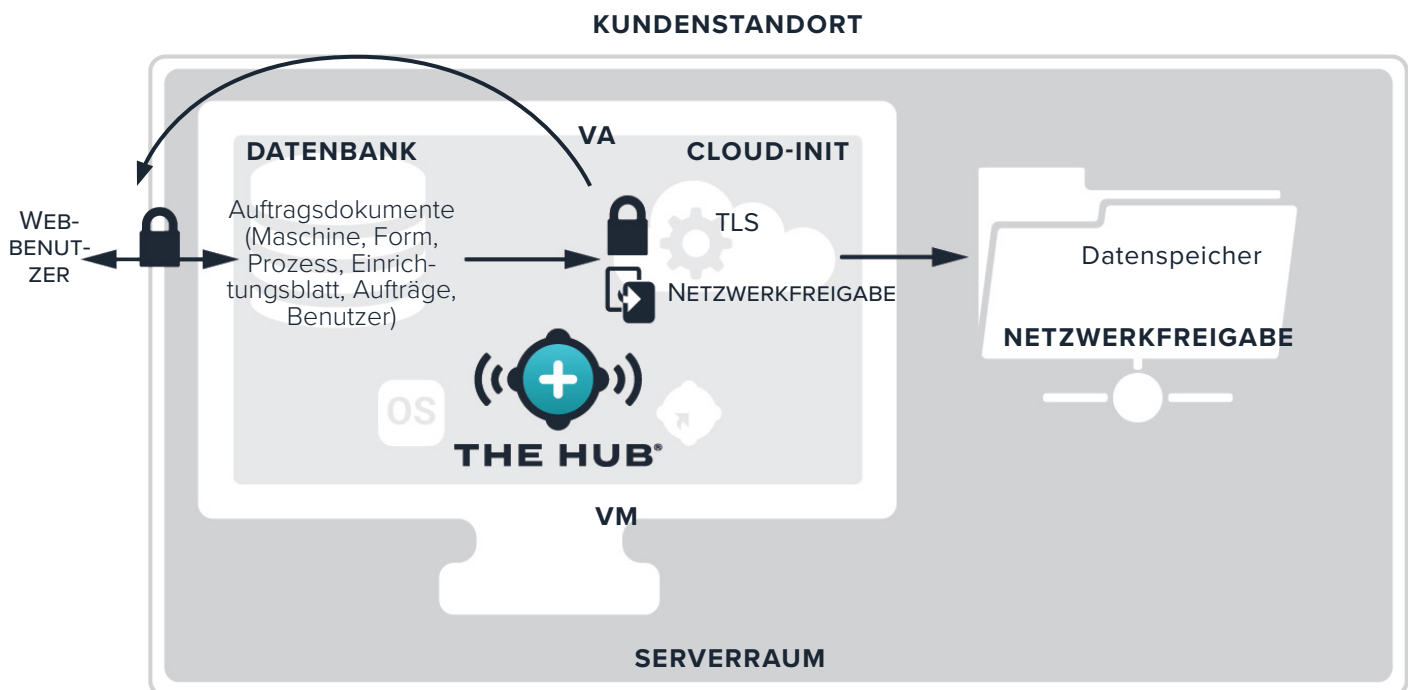 KUNDENSTANDORT
VA
DATENBANK
CLOUD-INIT
WEB-
BENUT-
ZER
Auftragsdokumente
(Maschine, Form,
Prozess, Einrich-
tungsblatt, Aufträge,
Benutzer)
TLS
NETZWERKFREIGABE
Datenspeicher
NETZWERKFREIGABE
OS
THE HUB®
VM
SERVERRAUM